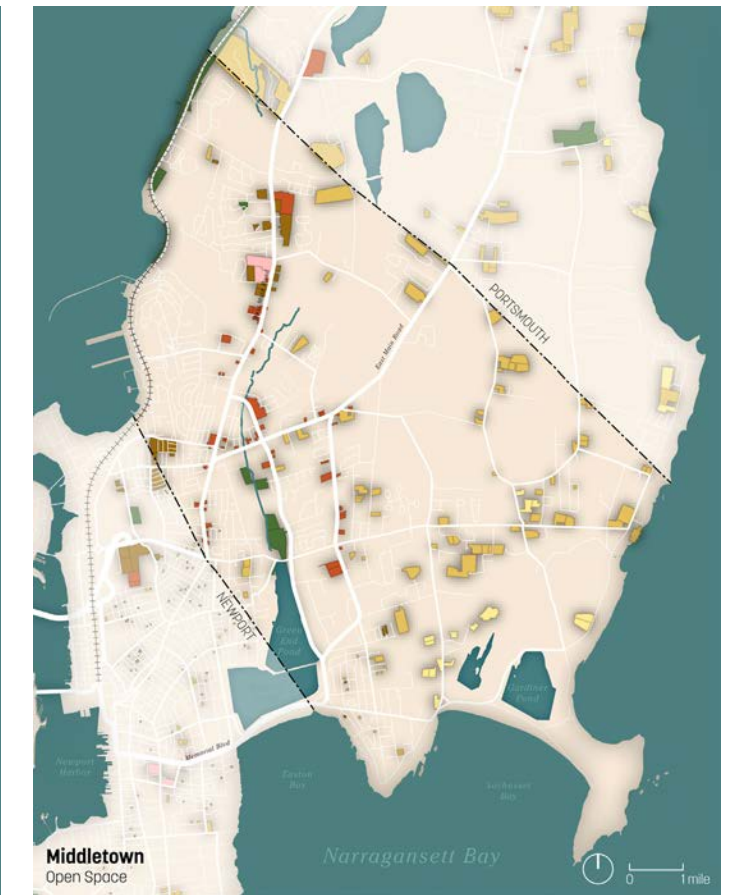 PORTSMOUTH
East Main Road
NEWPORT
Green
End
Pond
Gardiner
Pond
Memorial Blvd
Newport
Harbor
Easton
Bay
Sachuest
Bay
Narragansett Bay
Middletown
Open Space
0 1 mile